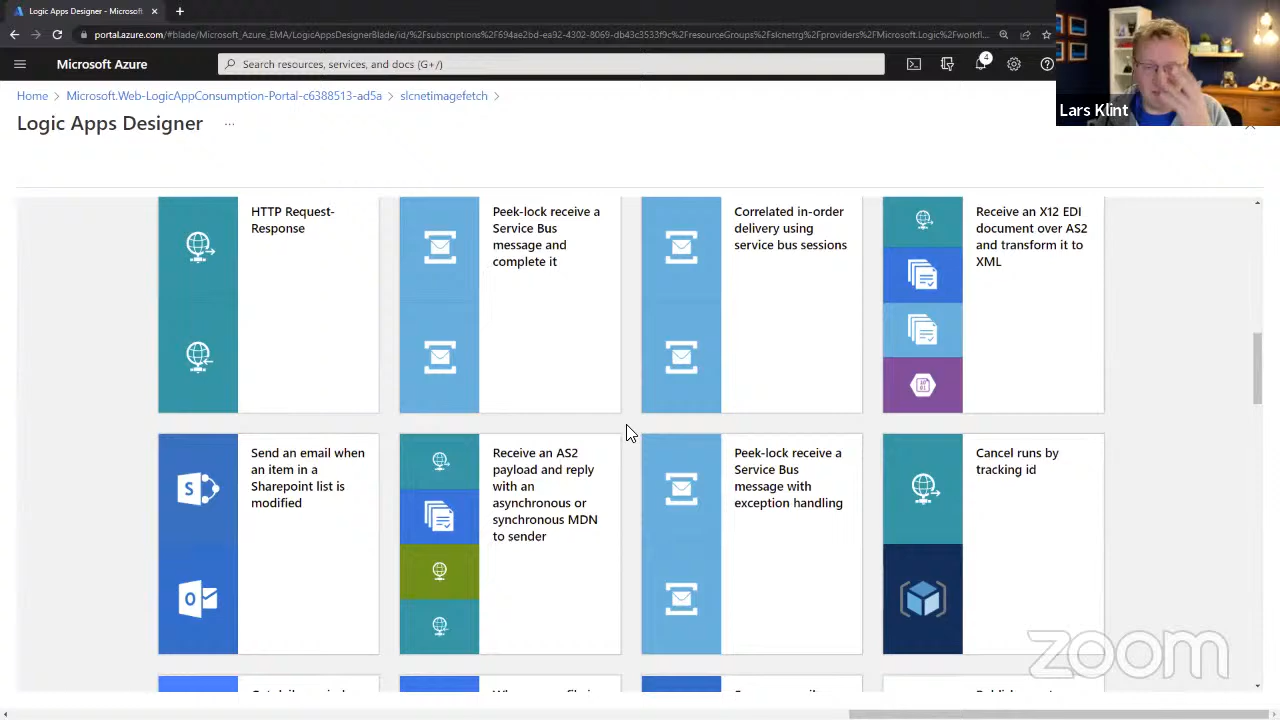 Logic Apps Designer - Microsoft A
portal.azure.com/#blade/Microsoft_Azure_EMA/LogicAppsDesignerBlade/id/%2Fsubscriptions%2F694ae2bd-ea92-4302-8069-db43c3533f9c%2FresourceGroups%2Fslcnetrg%2Fproviders%2FMicrosoft.Logic%2Fworkfl...
Microsoft Azure
Search resources, services, and docs (G+/)
4
Lars Klint
Home > Microsoft.Web-LogicAppConsumption-Portal-c6388513-ad5a > slcnetimagefetch >
Logic Apps Designer ...
HTTP Request-
Response
Peek-lock receive a
Service Bus
message and
complete it
Correlated in-order
delivery using
service bus sessions
Receive an X12 EDI
document over AS2
and transform it to
XML
Send an email when
an item in a
Sharepoint list is
modified
Receive an AS2
payload and reply
with an
asynchronous or
synchronous MDN
to sender
Peek-lock receive a
Service Bus
message with
exception handling
Cancel runs by
tracking id
zoom